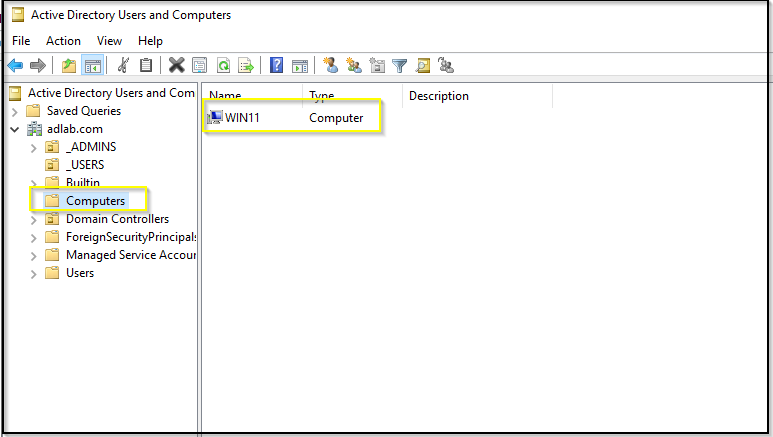 Active Directory Users and Computers
File Action View Help
Active Directory Users and Com
Saved Queries
adlab.com
_ADMINS
_USERS
Builtin
Computers
Domain Controllers
ForeignSecurityPrincipals
Managed Service Accour
Users
Name Type Description
WIN11 Computer